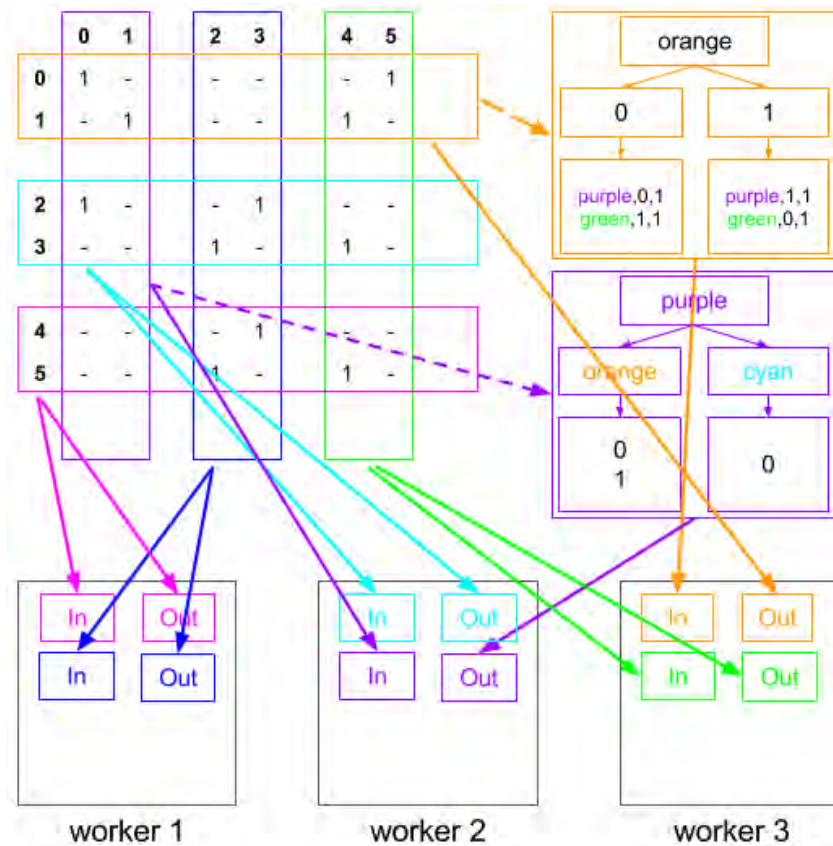 0 1 2 3 4 5
0 1 - - - - 1
1 - 1 - - 1 -
2 1 - - 1 - -
3 - - 1 - 1 -
4 - - - 1 - -
5 - - 1 - 1 -
orange
0 1
purple,0,1 purple,1,1
green,1,1 green,0,1
purple
orange cyan
0
1
0
In Out
In Out
In Out
In Out
In Out
In Out
worker 1 worker 2 worker 3